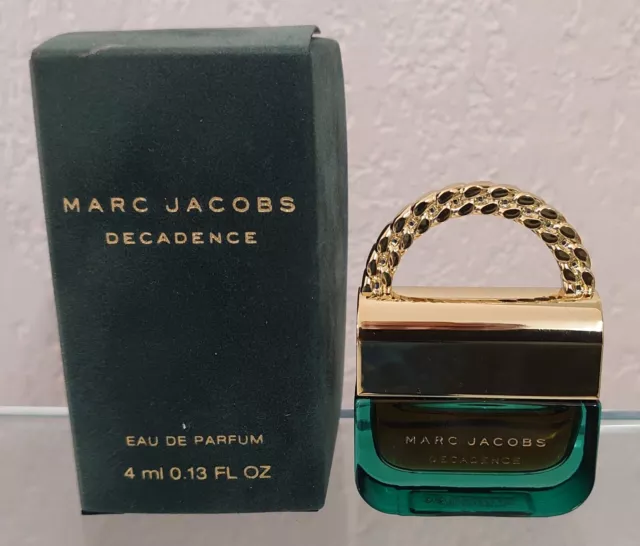 MARC JACOBS
DECADENCE
EAU DE PARFUM
4 ml 0.13 FL OZ
MARC JACOBS
DECADENCE